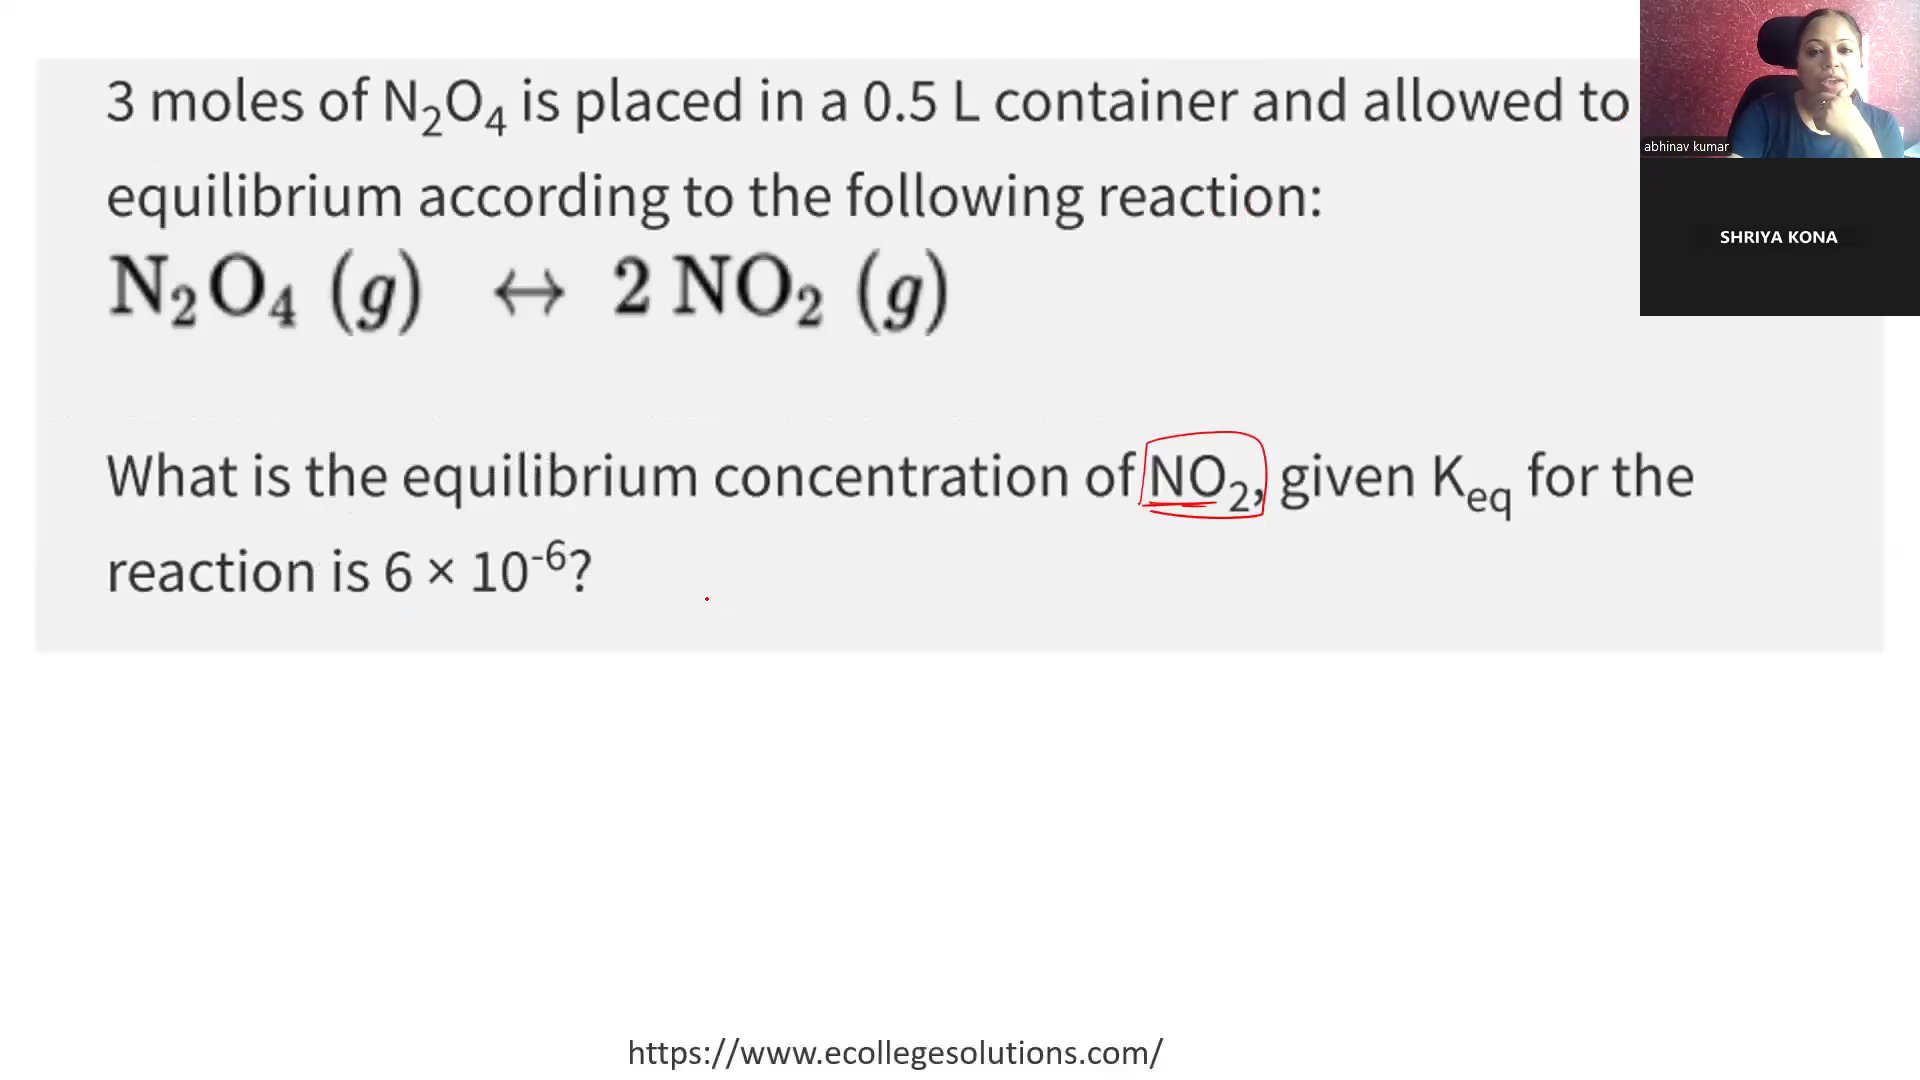 3 moles of N₂O₄ is placed in a 0.5 L container and allowed to
equilibrium according to the following reaction:
N₂O₄ (g) ↔ 2 NO₂ (g)
What is the equilibrium concentration of NO₂, given Keq for the
reaction is 6 × 10⁻⁶?
abhinav kumar
SHRIYA KONA
https://www.ecollegesolutions.com/